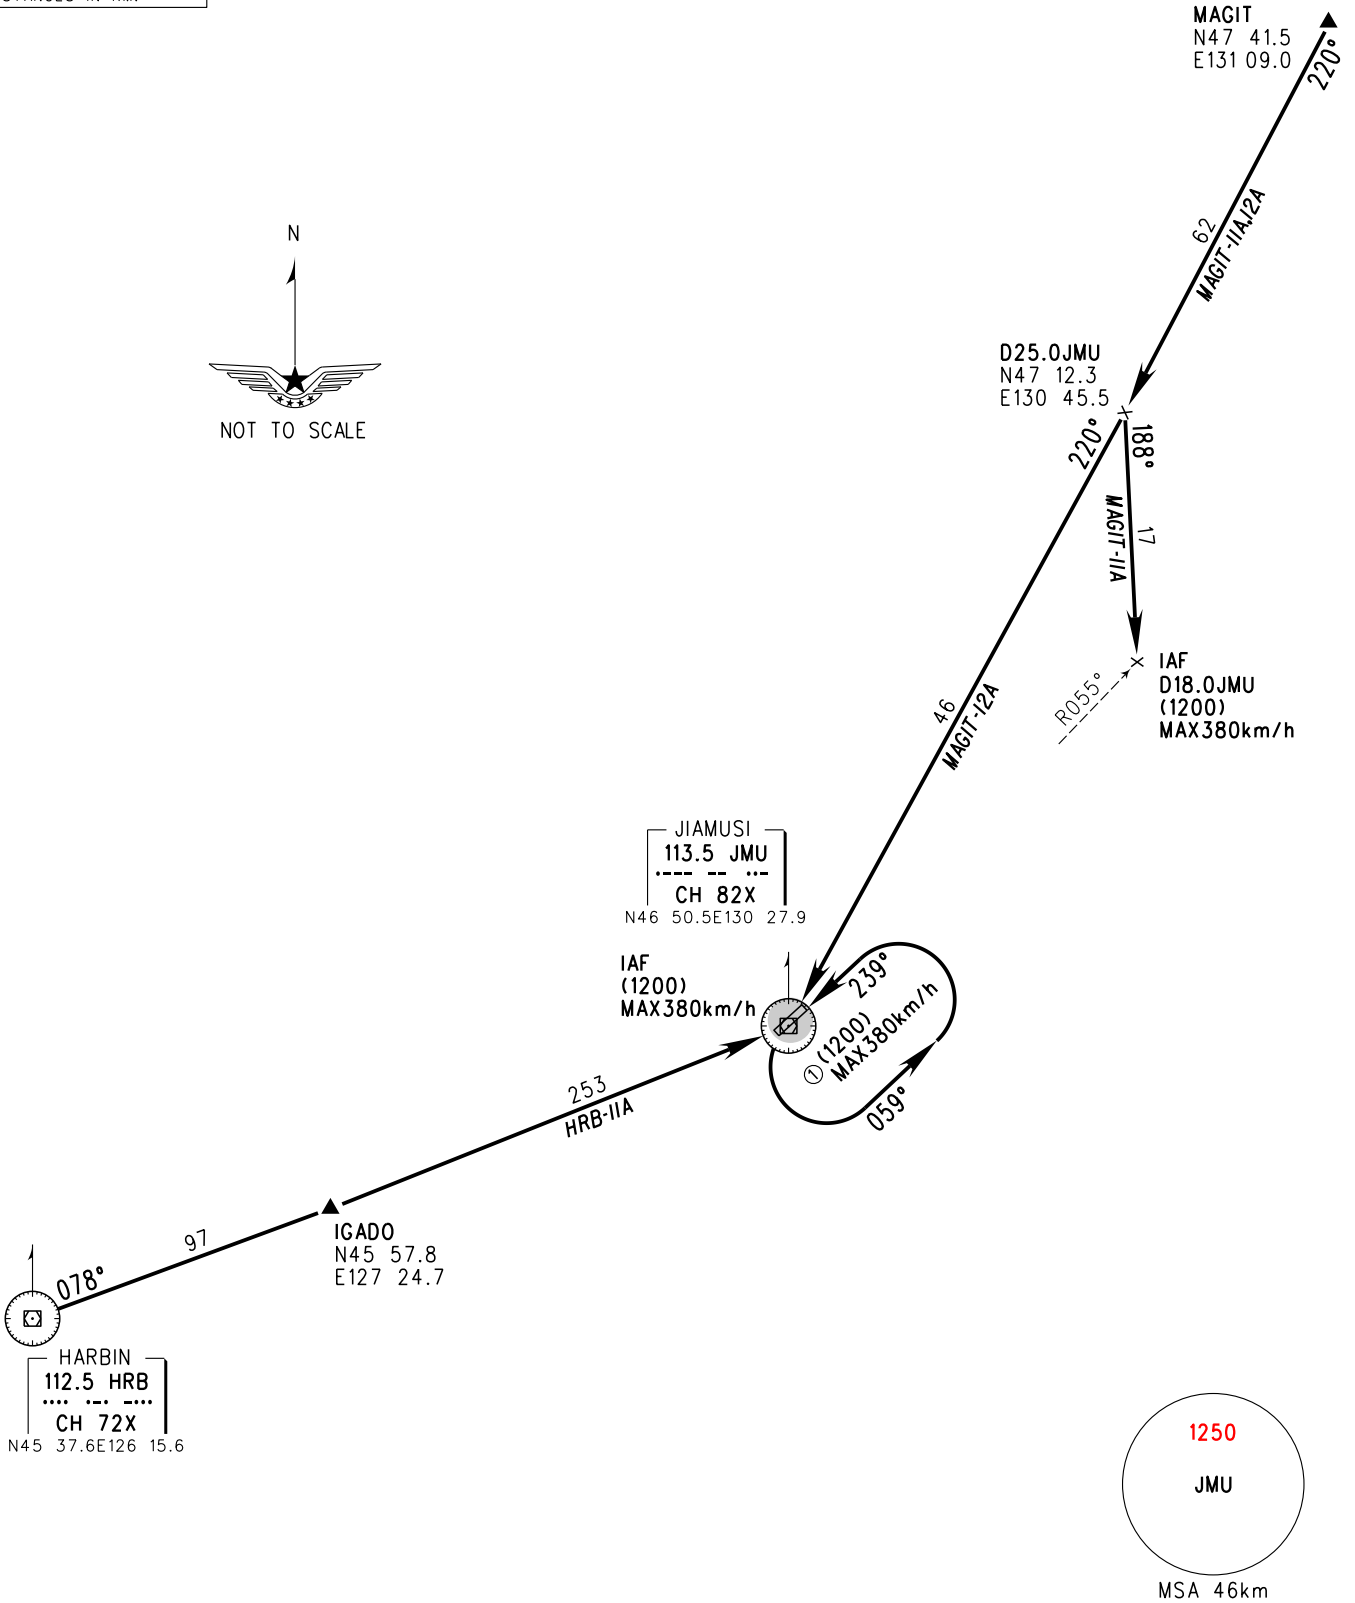 MAGIT
N47 41.5
E131 09.0
220°
62
MAGIT-11A,12A
N
NOT TO SCALE
D25.0JMU
N47 12.3
E130 45.5
220°
188°
MAGIT-11A
17
IAF
D18.0JMU
(1200)
MAX380km/h
R055°
46
MAGIT-12A
JIAMUSI
113.5 JMU
CH 82X
N46 50.5E130 27.9
IAF
(1200)
MAX380km/h
239°
1 (1200)
MAX380km/h
059°
253
HRB-11A
97
IGADO
N45 57.8
E127 24.7
078°
HARBIN
112.5 HRB
CH 72X
N45 37.6E126 15.6
1250
JMU
MSA 46km